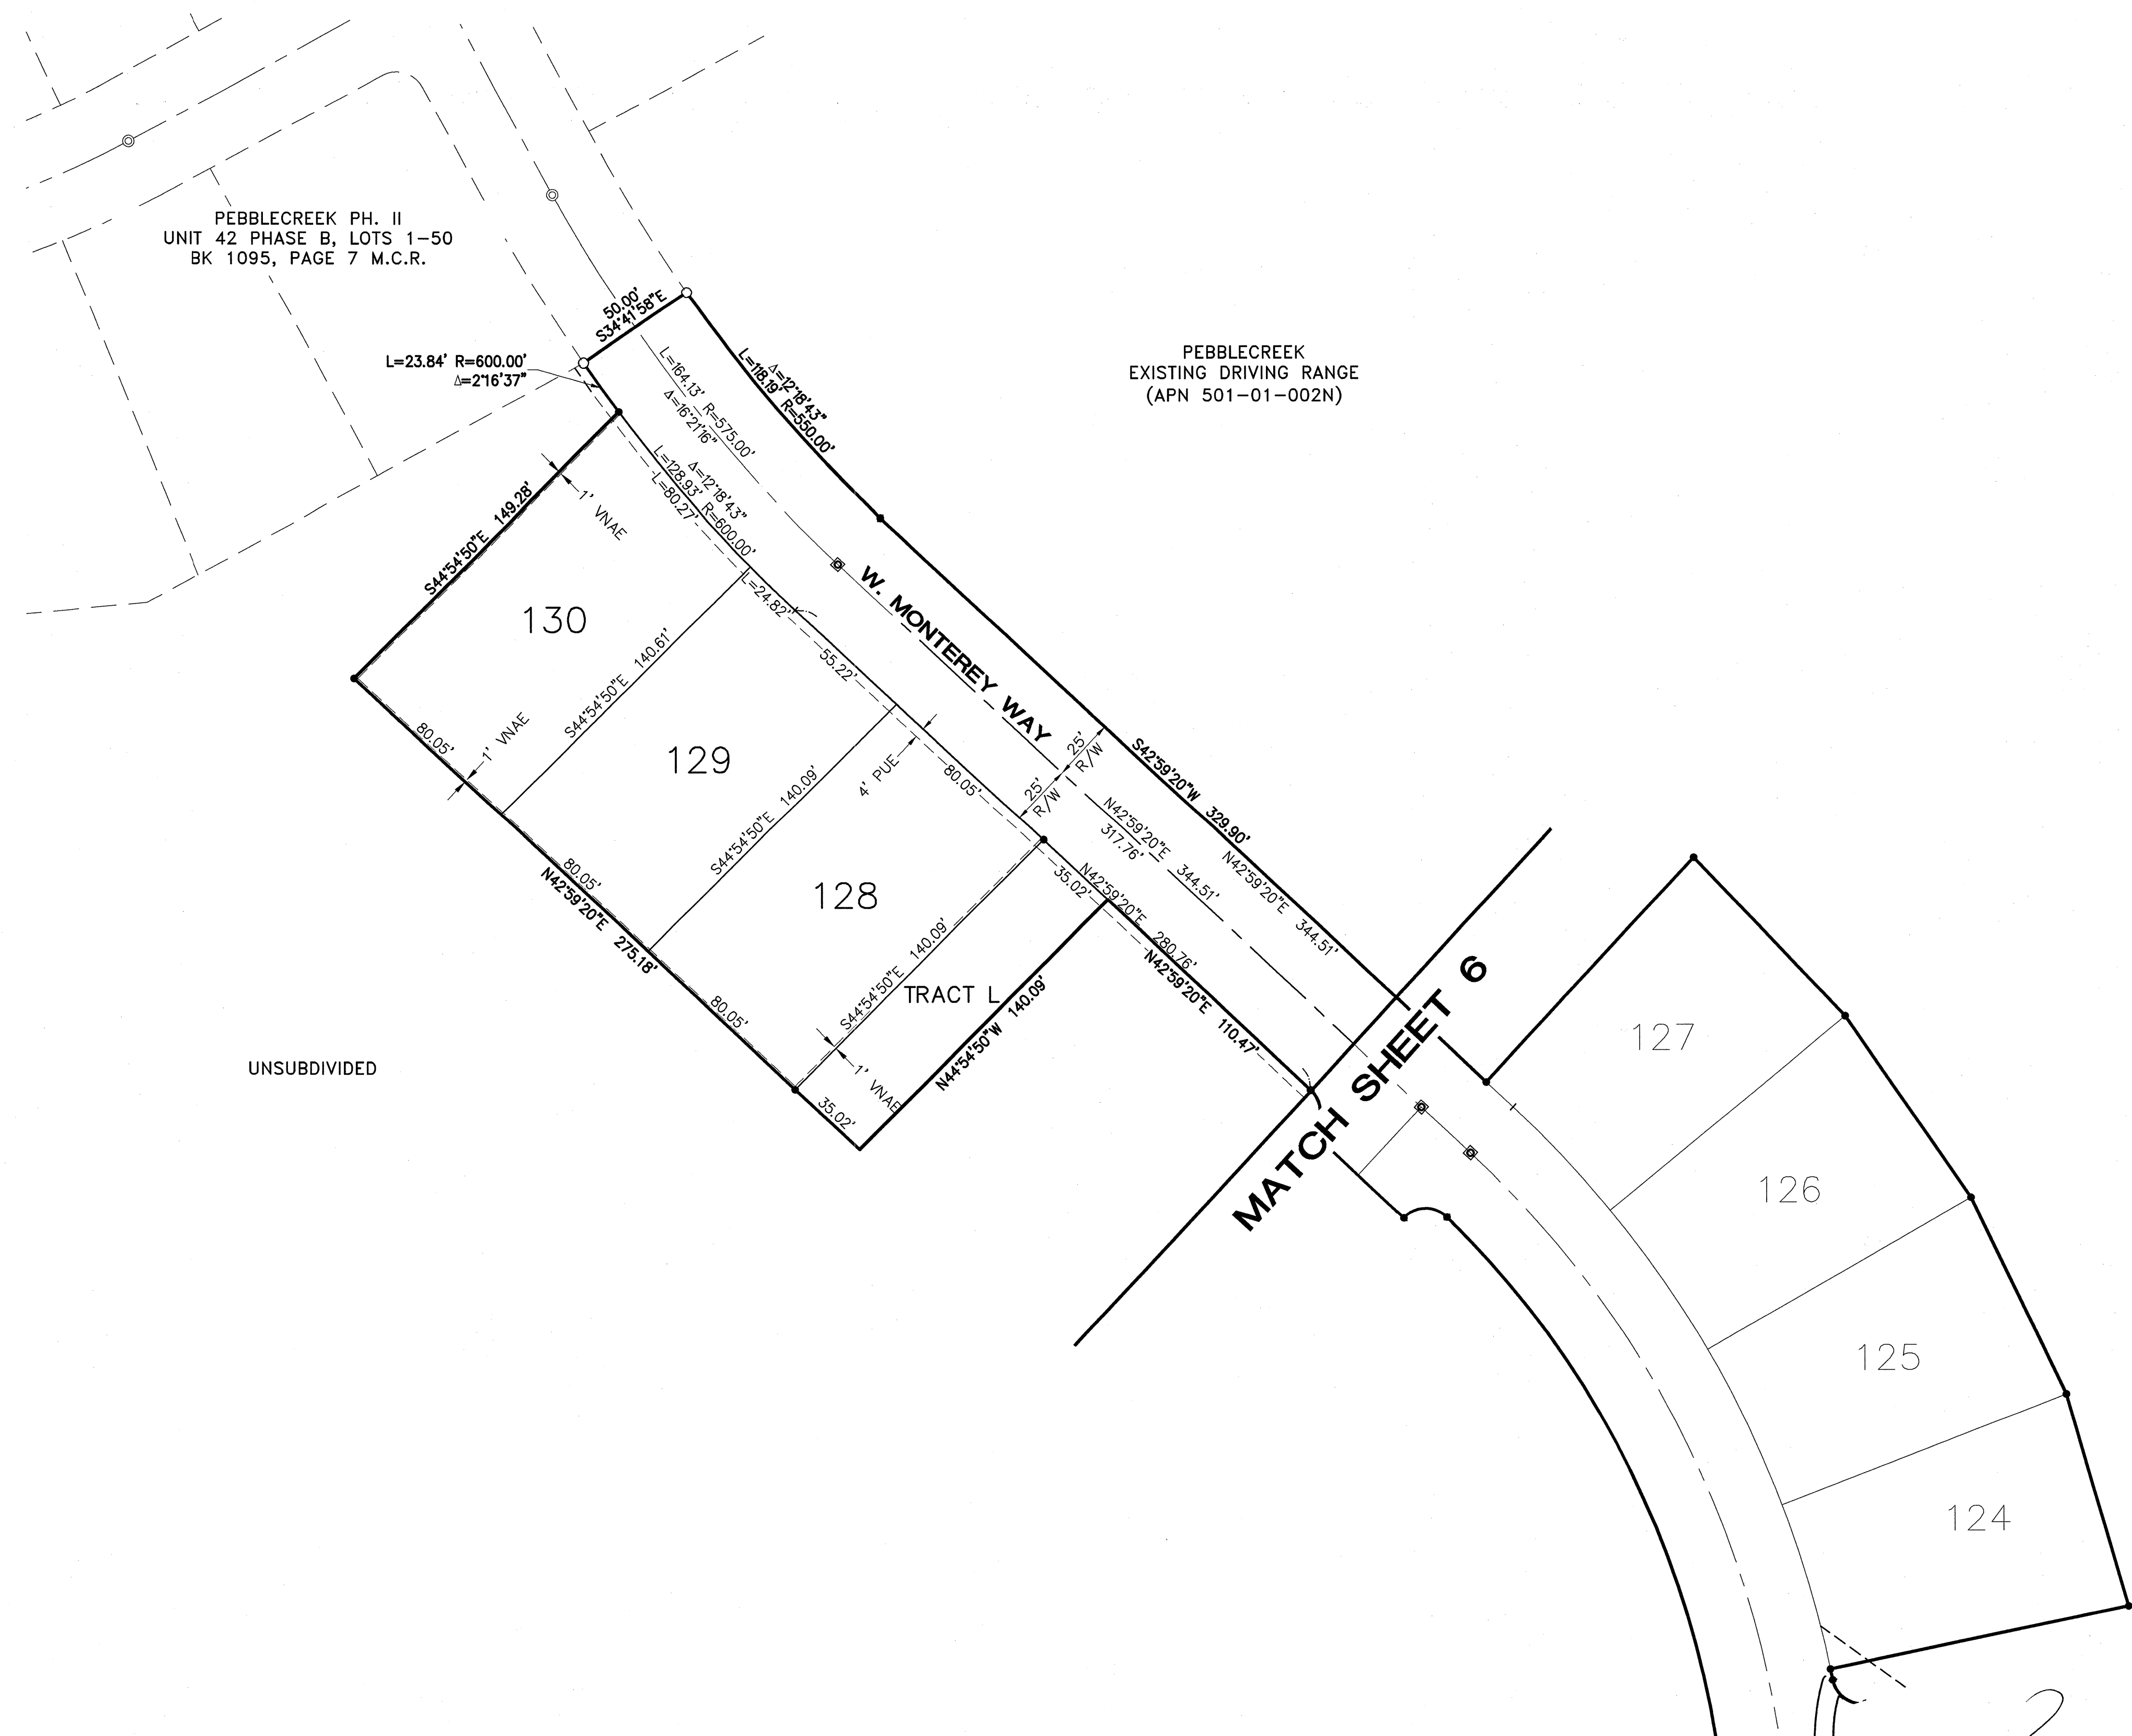 PEBBLECREEK PH. II
UNIT 42 PHASE B, LOTS 1-50
BK 1095, PAGE 7 M.C.R.
50.00'
S34°41'58"E
L=23.84' R=600.00'
Δ=2°16'37"
PEBBLECREEK
EXISTING DRIVING RANGE
(APN 501-01-002N)
Δ=12°18'43"
L=118.19' R=550.00'
L=164.13' R=575.00'
Δ=16°21'16"
Δ=12°18'43"
L=128.93' R=600.00'
L=80.27'
S44°54'50"E 149.28'
1' VNAE
130
L=24.82'
W. MONTEREY WAY
S44°54'50"E 140.61'
55.22'
80.05'
1' VNAE
129
4' PUE
80.05'
25'
R/W
25'
R/W
S42°59'20"W 329.90'
N42°59'20"E 344.51'
N42°59'20"E 344.51'
317.76'
S44°54'50"E 140.09'
80.05'
N42°59'20"E 275.18'
128
35.02'
N42°59'20"E 280.76'
N42°59'20"E 110.47'
80.05'
S44°54'50"E 140.09'
TRACT L
N44°54'50"W 140.09'
1' VNAE
35.02'
UNSUBDIVIDED
MATCH SHEET 6
127
126
125
124